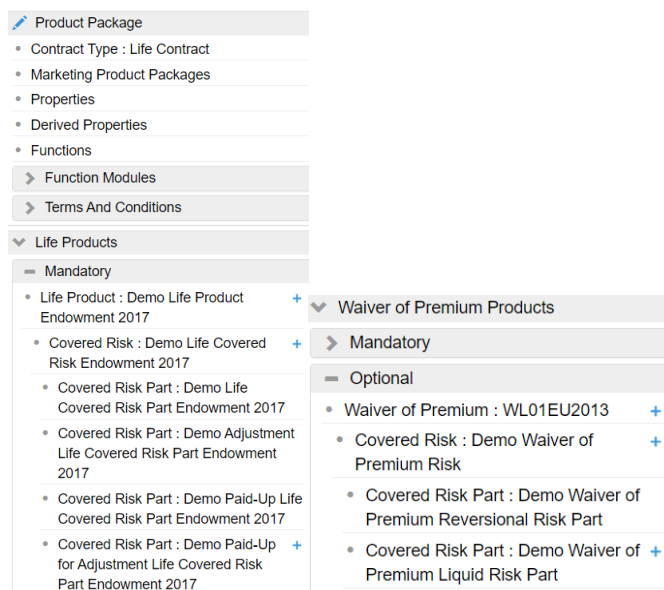 Product Package
Contract Type : Life Contract
Marketing Product Packages
Properties
Derived Properties
Functions
Function Modules
Terms And Conditions
Life Products
Mandatory
Life Product : Demo Life Product
Endowment 2017
Covered Risk : Demo Life Covered
Risk Endowment 2017
Covered Risk Part : Demo Life
Covered Risk Part Endowment 2017
Covered Risk Part : Demo Adjustment
Life Covered Risk Part Endowment
2017
Covered Risk Part : Demo Paid-Up Life
Covered Risk Part Endowment 2017
Covered Risk Part : Demo Paid-Up
for Adjustment Life Covered Risk
Part Endowment 2017
Waiver of Premium Products
Mandatory
Optional
Waiver of Premium : WL01EU2013
Covered Risk : Demo Waiver of
Premium Risk
Covered Risk Part : Demo Waiver of
Premium Reversional Risk Part
Covered Risk Part : Demo Waiver of
Premium Liquid Risk Part